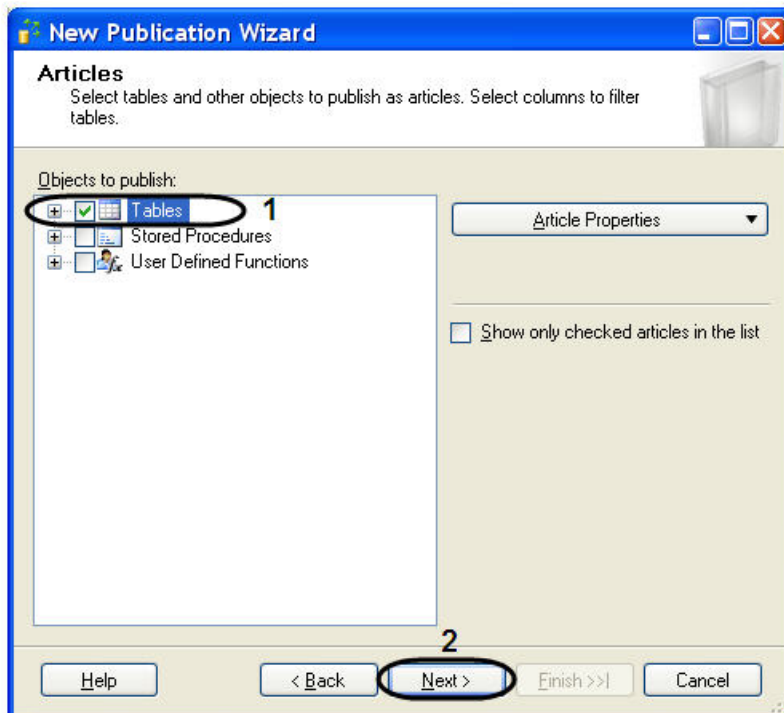 New Publication Wizard
Articles
Select tables and other objects to publish as articles. Select columns to filter
tables.
Objects to publish:
Tables 1
Stored Procedures
User Defined Functions
Article Properties
Show only checked articles in the list
2
Help < Back Next > Finish >>| Cancel